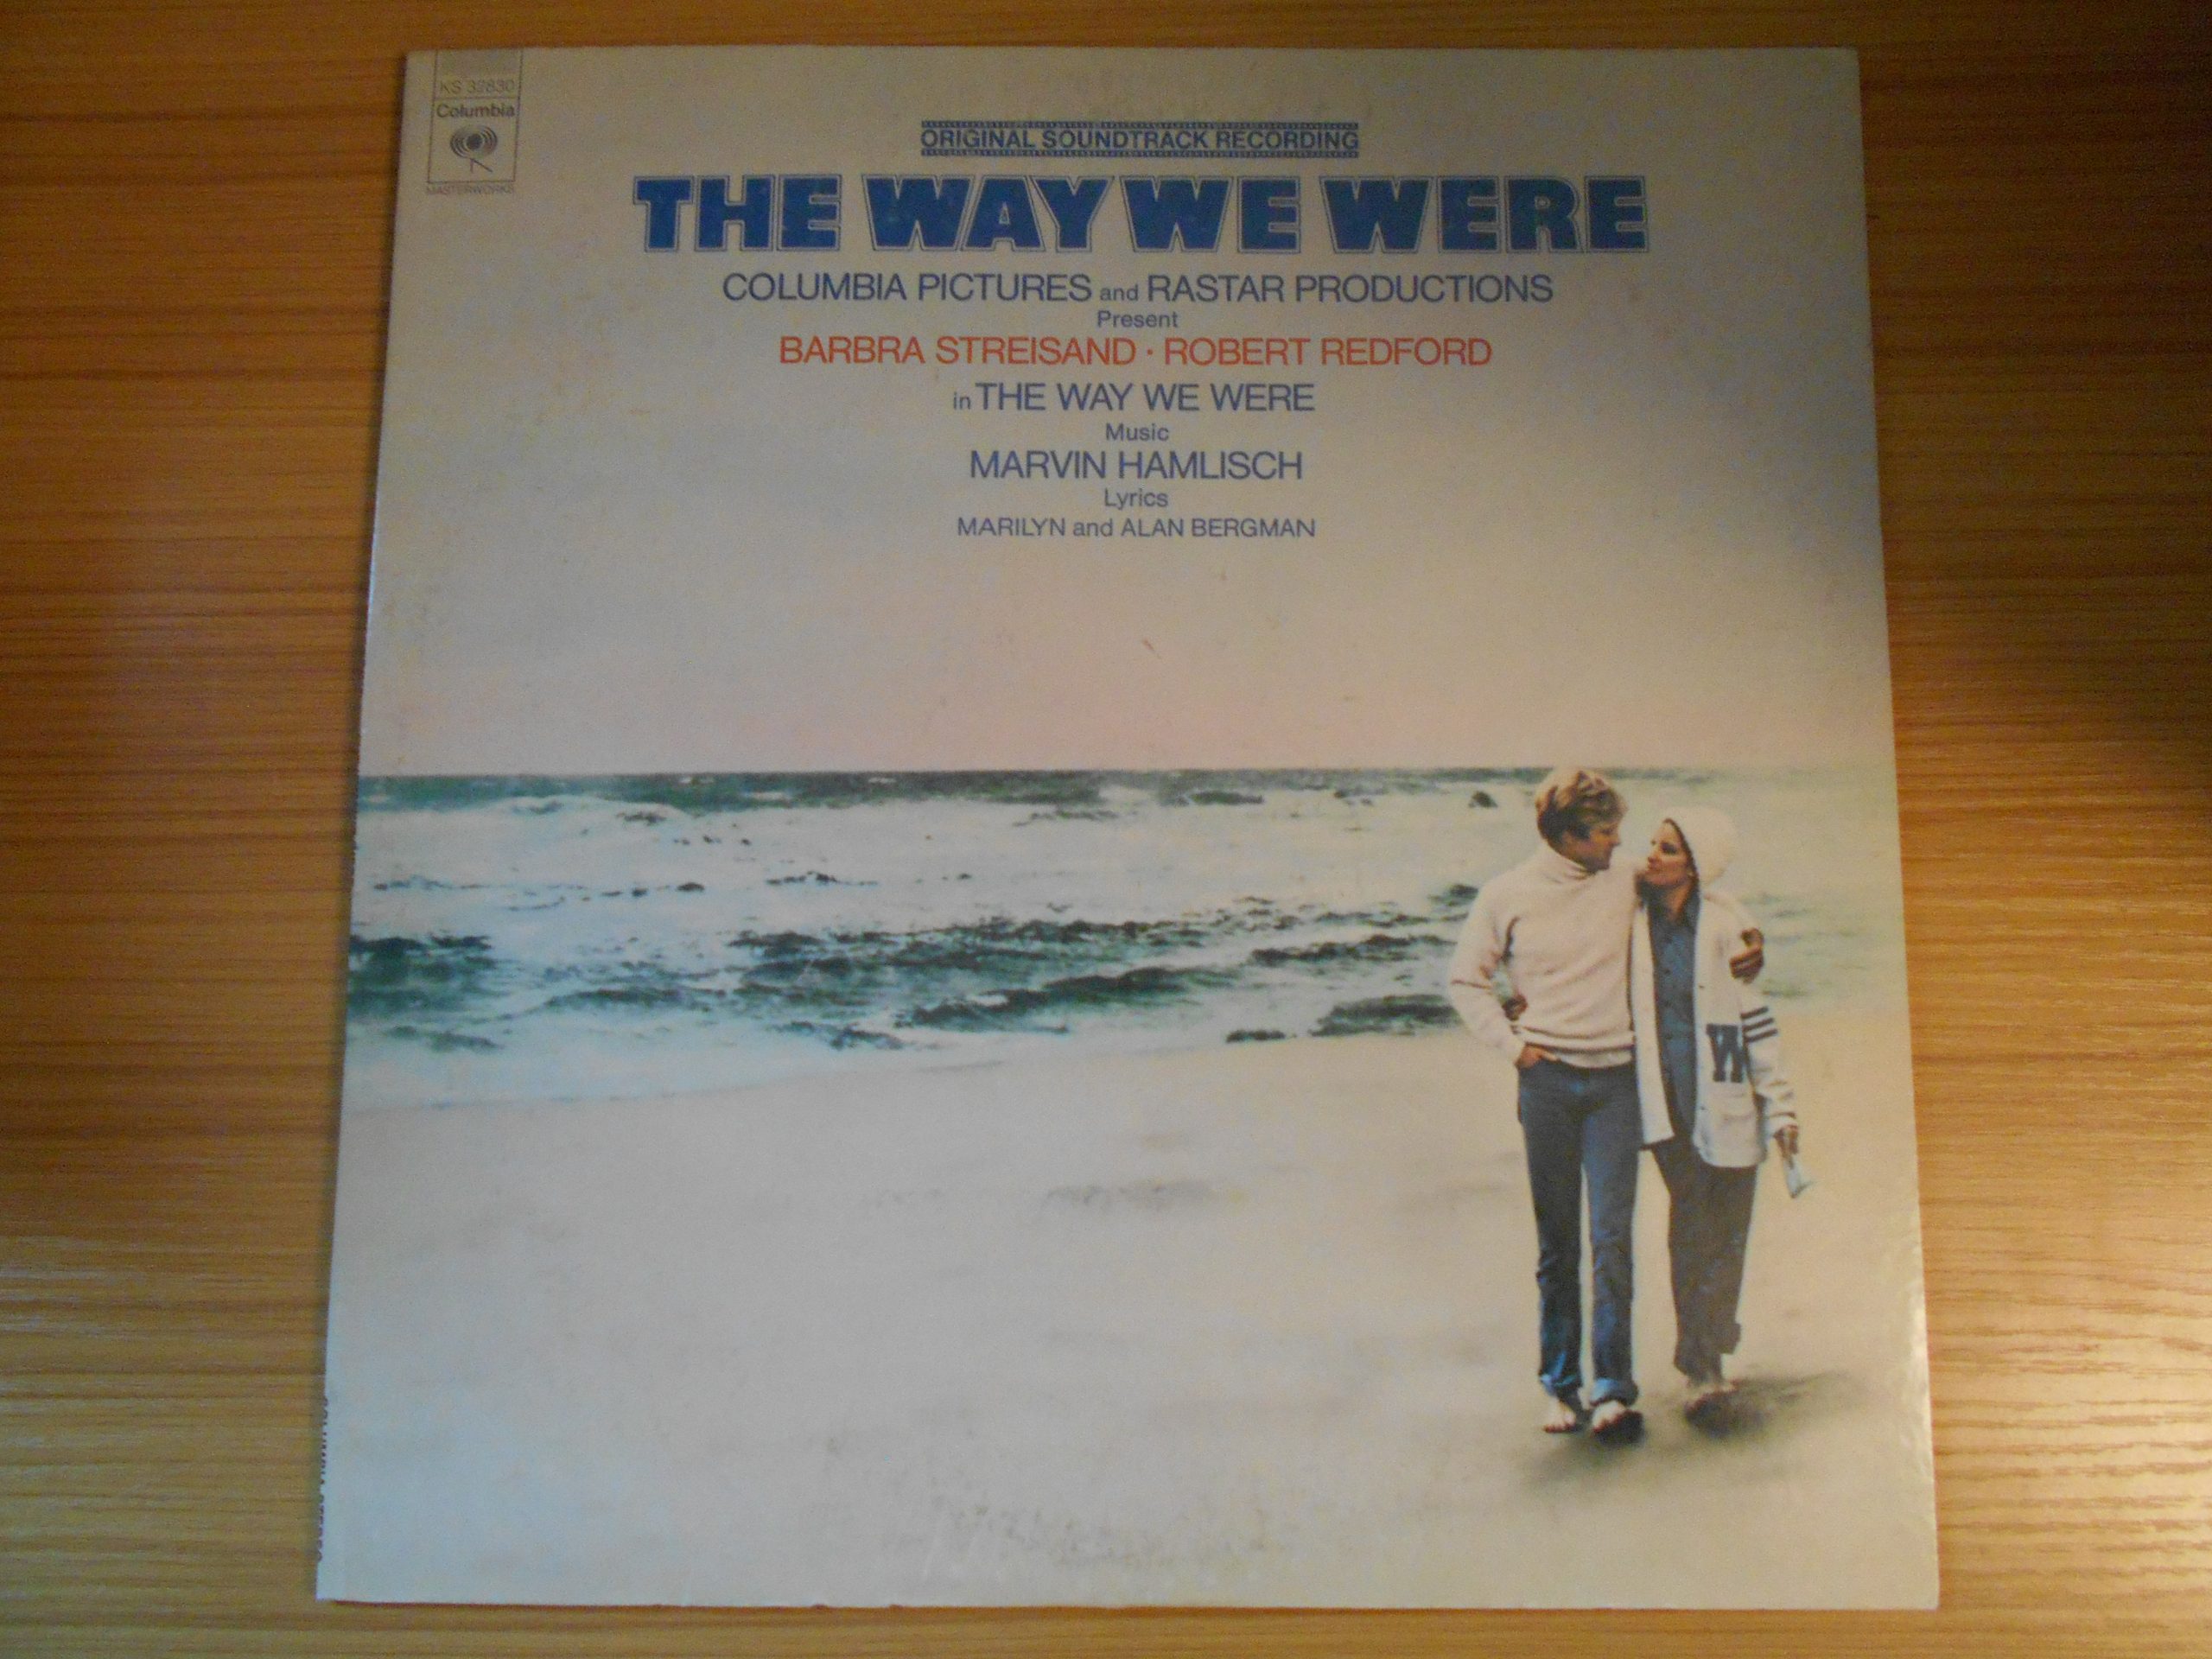 KS 32830
Columbia
MASTERWORKS
ORIGINAL SOUNDTRACK RECORDING
THE WAY WE WERE
COLUMBIA PICTURES and RASTAR PRODUCTIONS
Present
BARBRA STREISAND · ROBERT REDFORD
in THE WAY WE WERE
Music
MARVIN HAMLISCH
Lyrics
MARILYN and ALAN BERGMAN
W